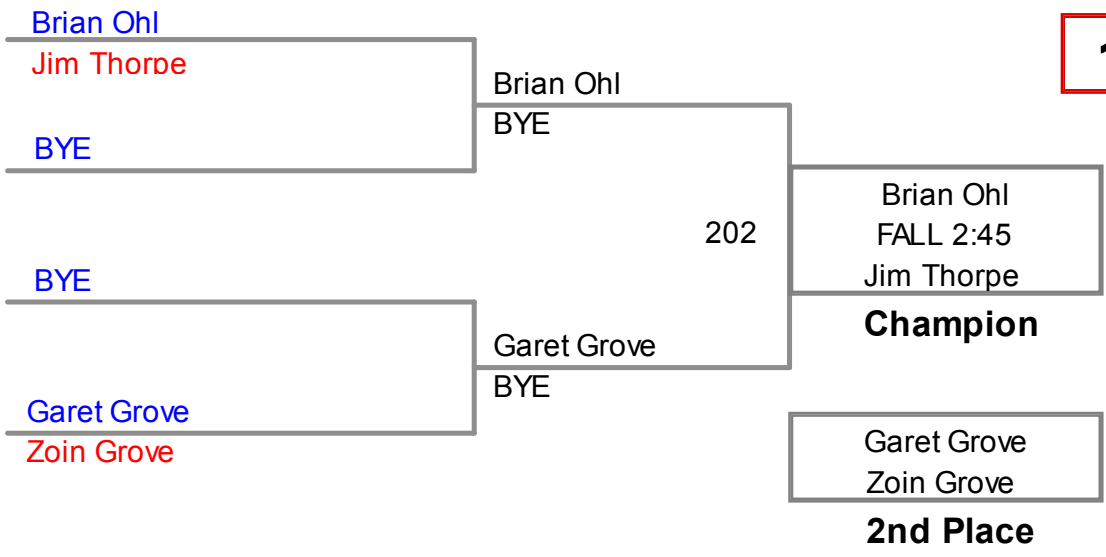 Brian Ohl
Jim Thorpe
BYE
Brian Ohl
BYE
BYE
Garet Grove
Zoin Grove
Garet Grove
BYE
202
Brian Ohl
FALL 2:45
Jim Thorpe
Champion
Garet Grove
Zoin Grove
2nd Place